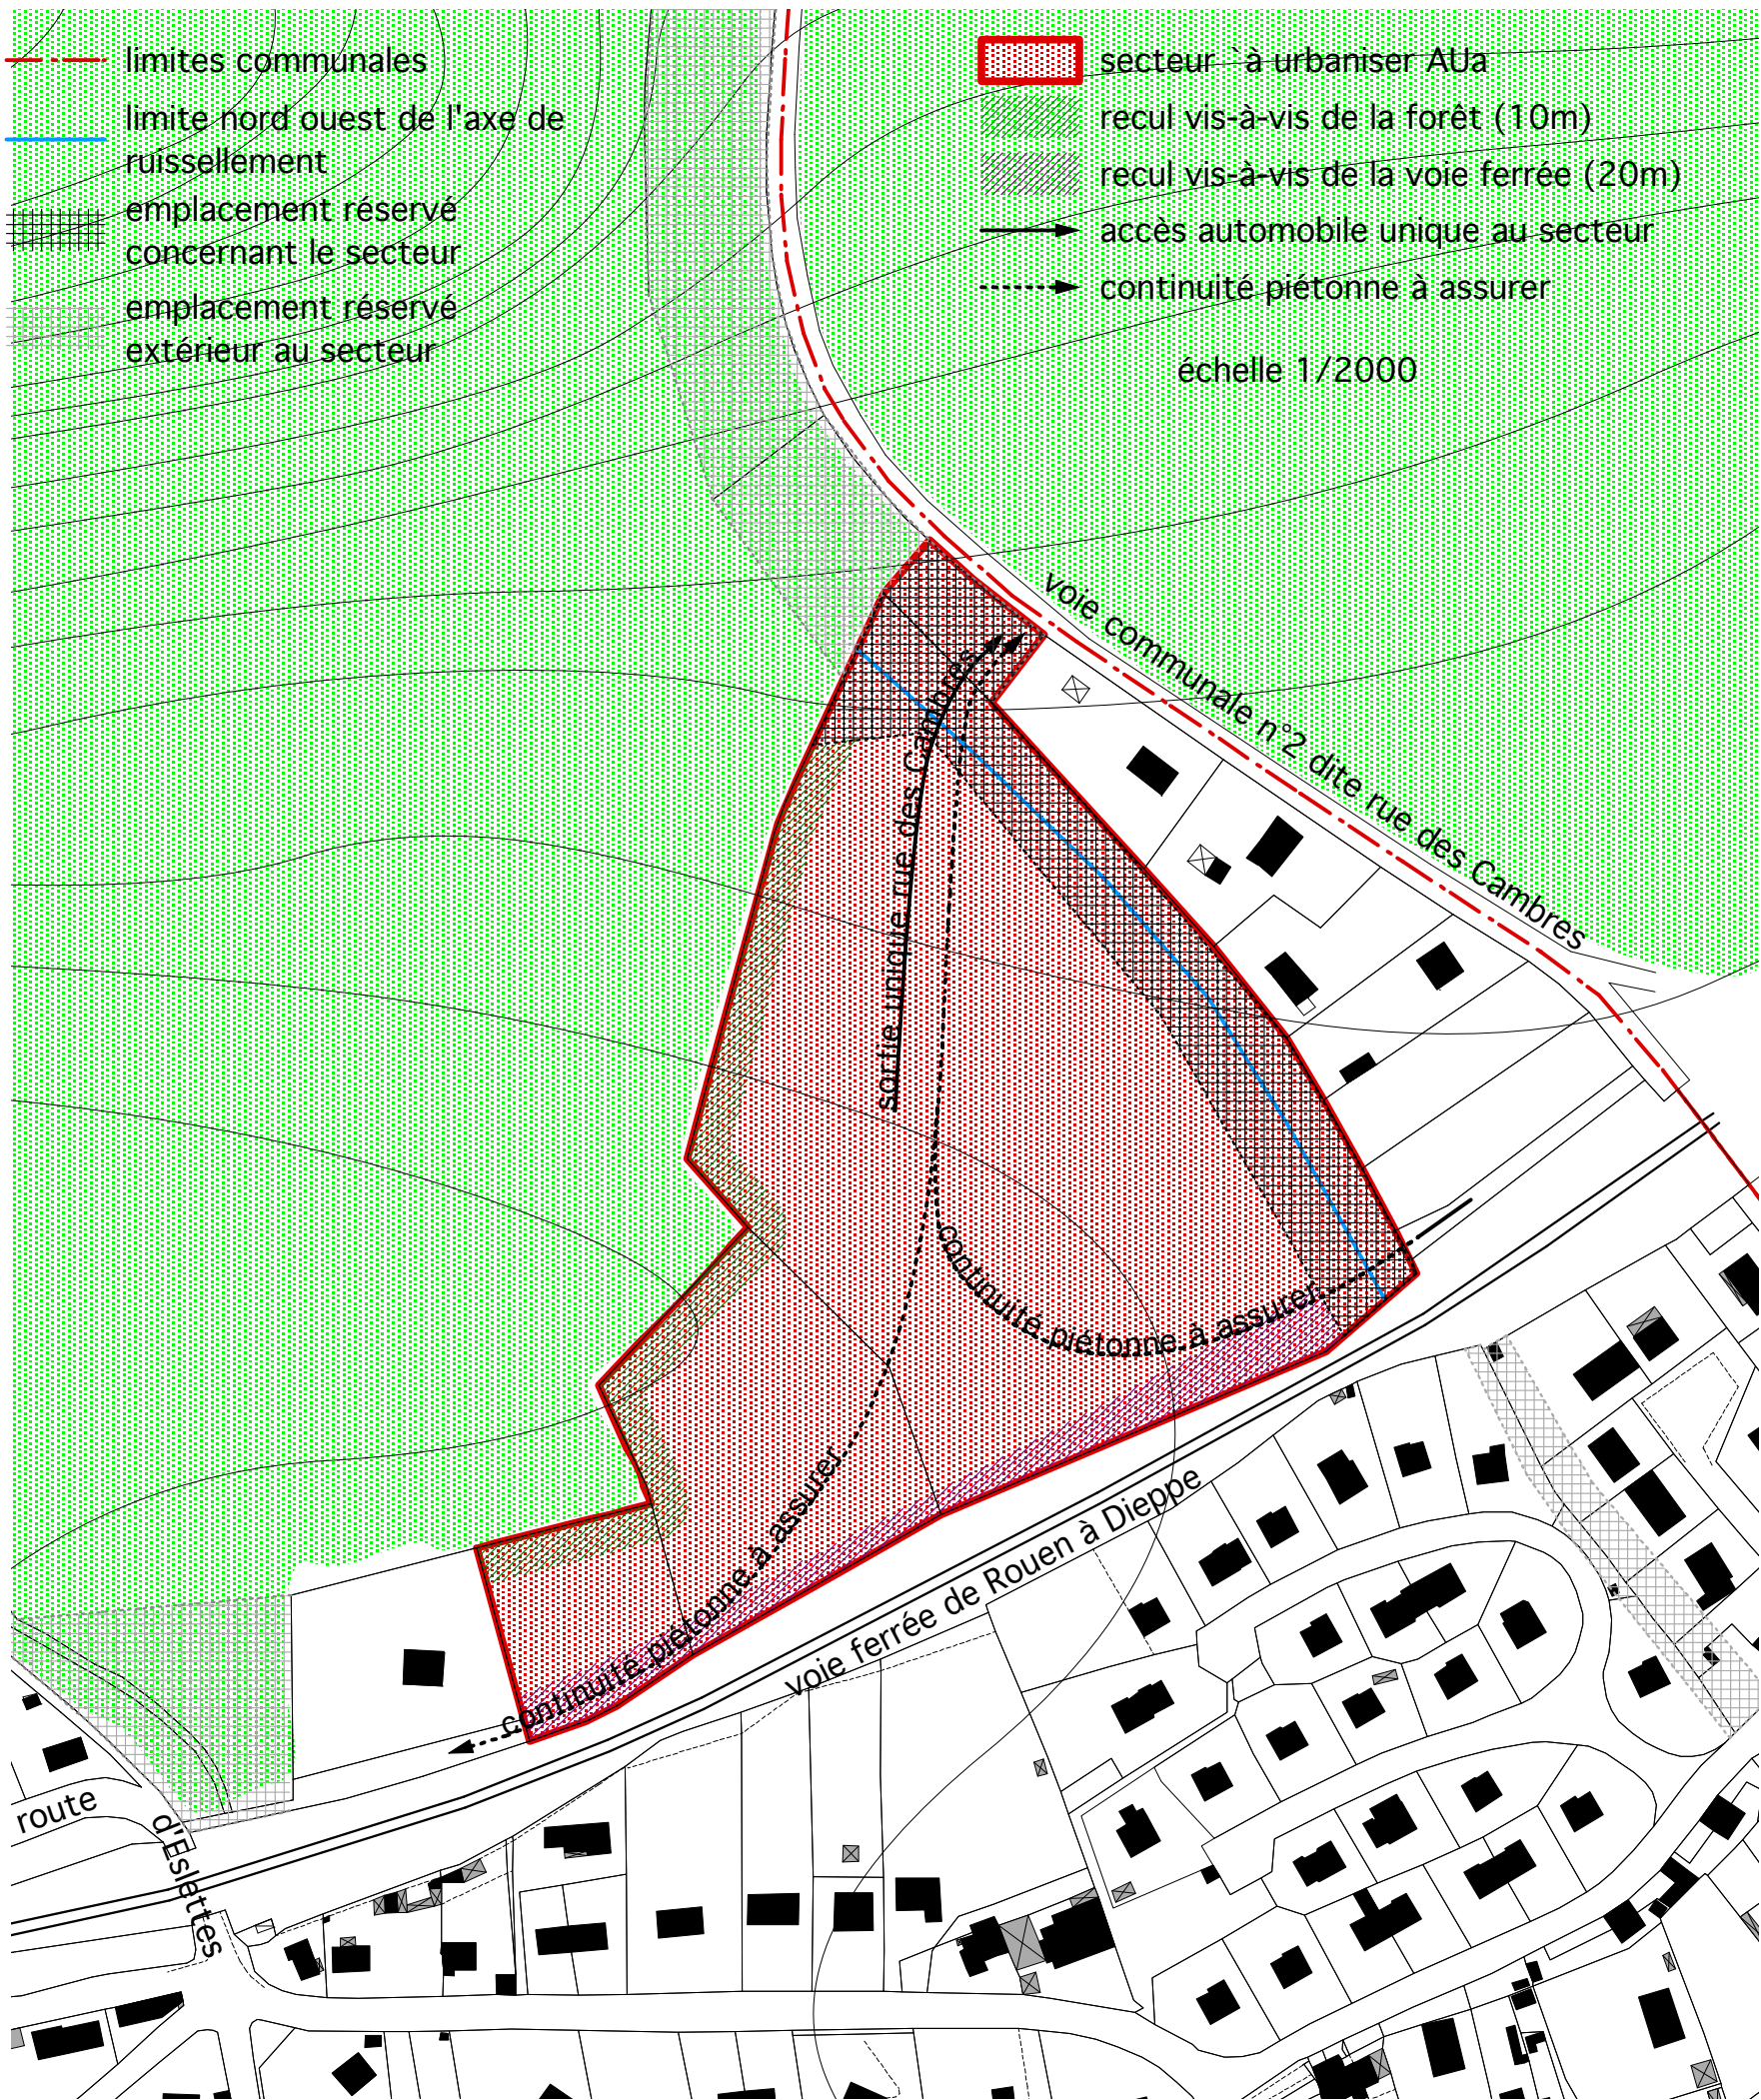 limites communales
limite nord ouest de l'axe de
ruissellement
emplacement réservé
concernant le secteur
emplacement réservé
extérieur au secteur
secteur `à urbaniser AUa
recul vis-à-vis de la forêt (10m)
recul vis-à-vis de la voie ferrée (20m)
accès automobile unique au secteur
continuité piétonne à assurer
échelle 1/2000
voie communale n°2 dite rue des Cambres
sortie unique rue des Cambres
continuité piétonne à assurer
continuité piétonne à assurer
voie ferrée de Rouen à Dieppe
route
d'Eslettes